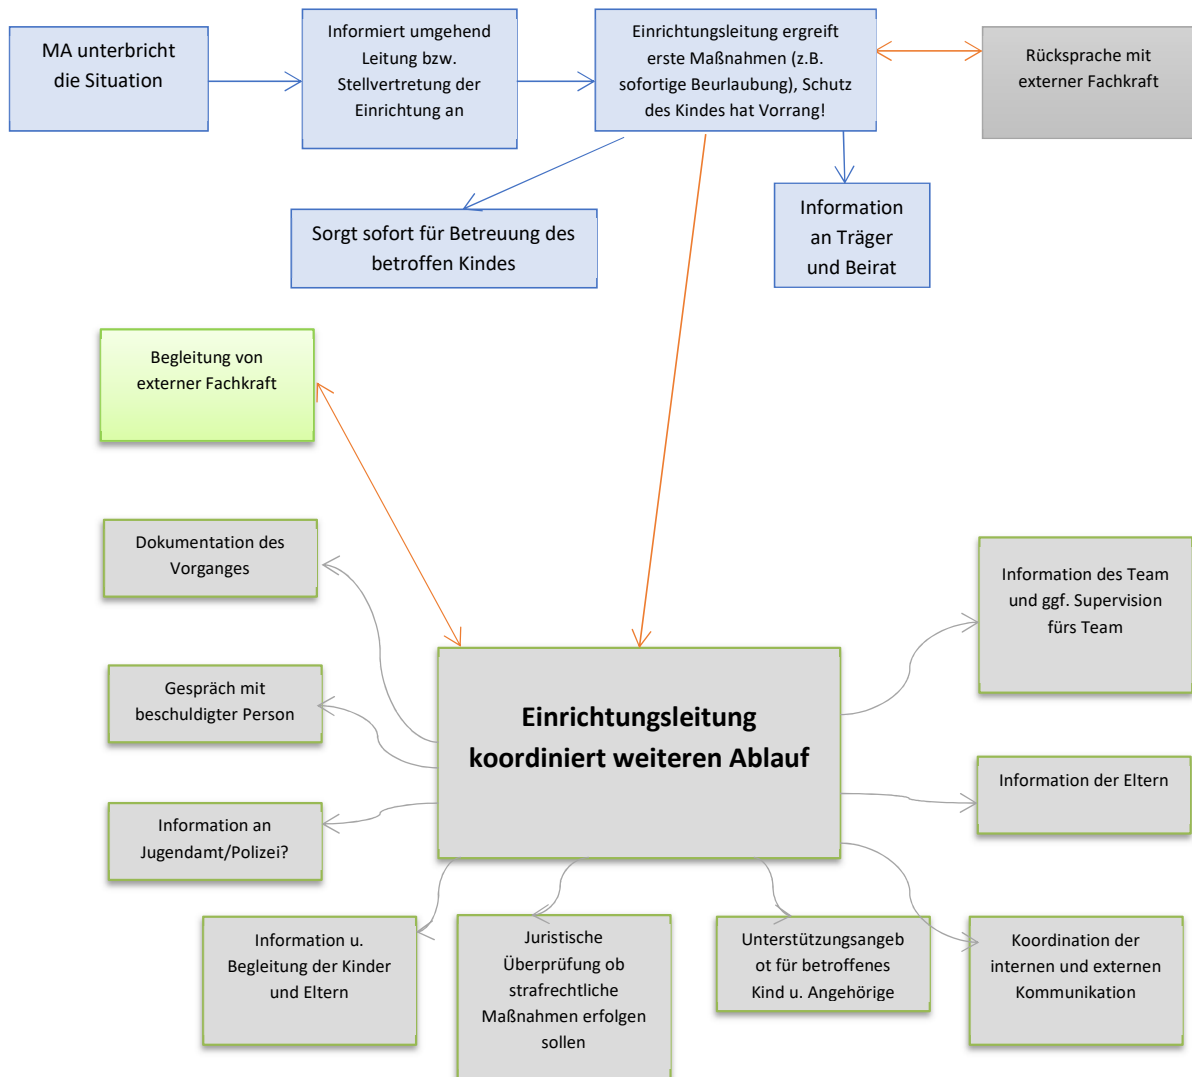 MA unterbricht
die Situation
Informiert umgehend
Leitung bzw.
Stellvertretung der
Einrichtung an
Einrichtungsleitung ergreift
erste Maßnahmen (z.B.
sofortige Beurlaubung), Schutz
des Kindes hat Vorrang!
Rücksprache mit
externer Fachkraft
Sorgt sofort für Betreuung des
betroffen Kindes
Information
an Träger
und Beirat
Begleitung von
externer Fachkraft
Dokumentation des
Vorganges
Gespräch mit
beschuldigter Person
Information an
Jugendamt/Polizei?
Einrichtungsleitung
koordiniert weiteren Ablauf
Information des Team
und ggf. Supervision
fürs Team
Information der Eltern
Information u.
Begleitung der Kinder
und Eltern
Juristische
Überprüfung ob
strafrechtliche
Maßnahmen erfolgen
sollen
Unterstützungsangeb
ot für betroffenes
Kind u. Angehörige
Koordination der
internen und externen
Kommunikation